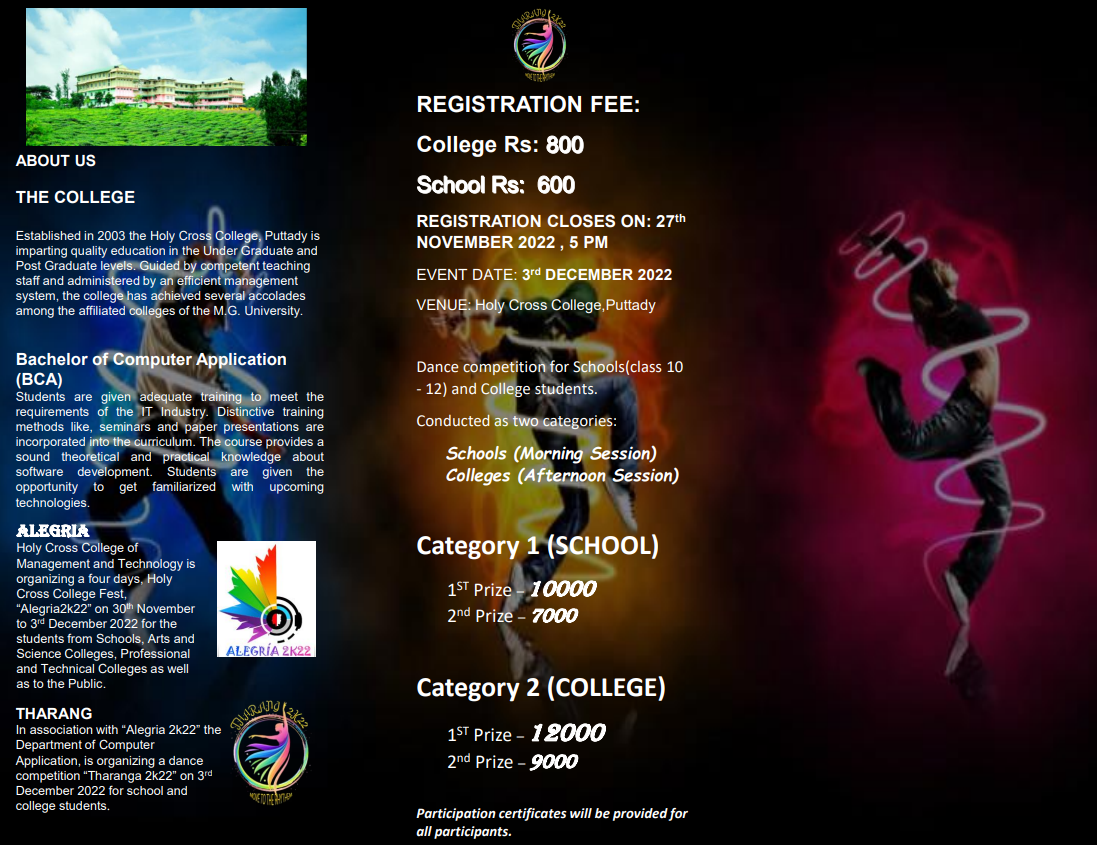 ABOUT US
THE COLLEGE
Established in 2003 the Holy Cross College, Puttady is
imparting quality education in the Under Graduate and
Post Graduate levels. Guided by competent teaching
staff and administered by an efficient management
system, the college has achieved several accolades
among the affiliated colleges of the M.G. University.
Bachelor of Computer Application
(BCA)
Students are given adequate training to meet the
requirements of the IT Industry. Distinctive training
methods like, seminars and paper presentations are
incorporated into the curriculum. The course provides a
sound theoretical and practical knowledge about
software development. Students are given the
opportunity to get familiarized with upcoming
technologies.
ALEGRIA
Holy Cross College of
Management and Technology is
organizing a four days, Holy
Cross College Fest,
“Alegria2k22” on 30th November
to 3rd December 2022 for the
students from Schools, Arts and
Science Colleges, Professional
and Technical Colleges as well
as to the Public.
ALEGRÍA 2K22
THARANG
In association with “Alegria 2k22” the
Department of Computer
Application, is organizing a dance
competition “Tharanga 2k22” on 3rd
December 2022 for school and
college students.
THARANG 2K22
MOVE TO THE RHYTHEM
THARANG 2K22
MOVE TO THE RHYTHEM
REGISTRATION FEE:
College Rs: 800
School Rs: 600
REGISTRATION CLOSES ON: 27th
NOVEMBER 2022 , 5 PM
EVENT DATE: 3rd DECEMBER 2022
VENUE: Holy Cross College,Puttady
Dance competition for Schools(class 10
- 12) and College students.
Conducted as two categories:
Schools (Morning Session)
Colleges (Afternoon Session)
Category 1 (SCHOOL)
1ST Prize – 10000
2nd Prize – 7000
Category 2 (COLLEGE)
1ST Prize – 12000
2nd Prize – 9000
Participation certificates will be provided for
all participants.